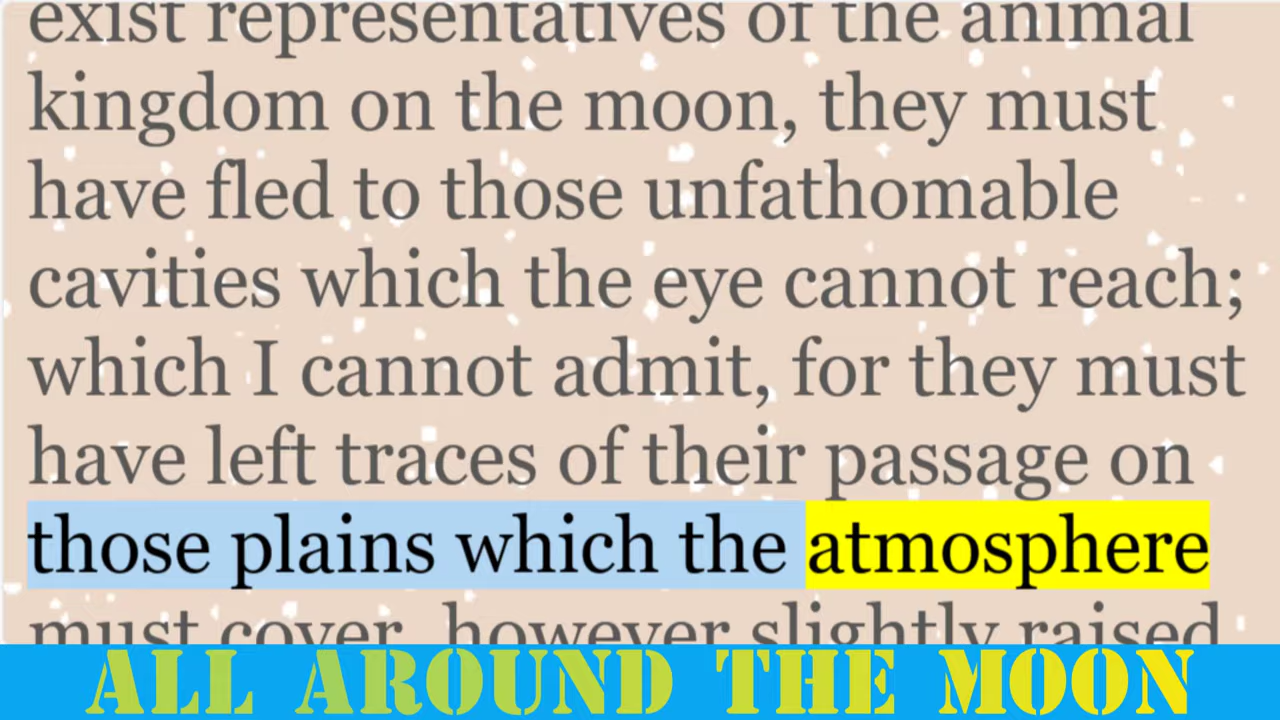 exist representatives of the animal
kingdom on the moon, they must
have fled to those unfathomable
cavities which the eye cannot reach;
which I cannot admit, for they must
have left traces of their passage on
those plains which the atmosphere
must cover, however slightly raised
ALL AROUND THE MOON